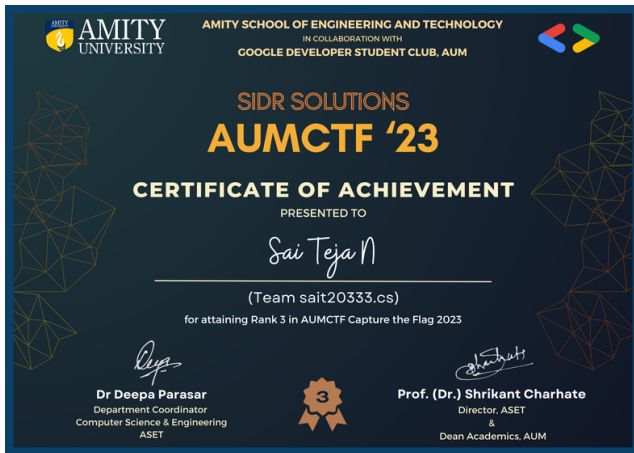 AMITY
AMITY
UNIVERSITY
AMITY SCHOOL OF ENGINEERING AND TECHNOLOGY
IN COLLABORATION WITH
GOOGLE DEVELOPER STUDENT CLUB, AUM
SIDR SOLUTIONS
AUMCTF ‘23
CERTIFICATE OF ACHIEVEMENT
PRESENTED TO
Sai Teja N
(Team sait20333.cs)
for attaining Rank 3 in AUMCTF Capture the Flag 2023
Deepa
Dr Deepa Parasar
Department Coordinator
Computer Science & Engineering
ASET
3
Prof. (Dr.) Shrikant Charhate
Director, ASET
&
Dean Academics, AUM